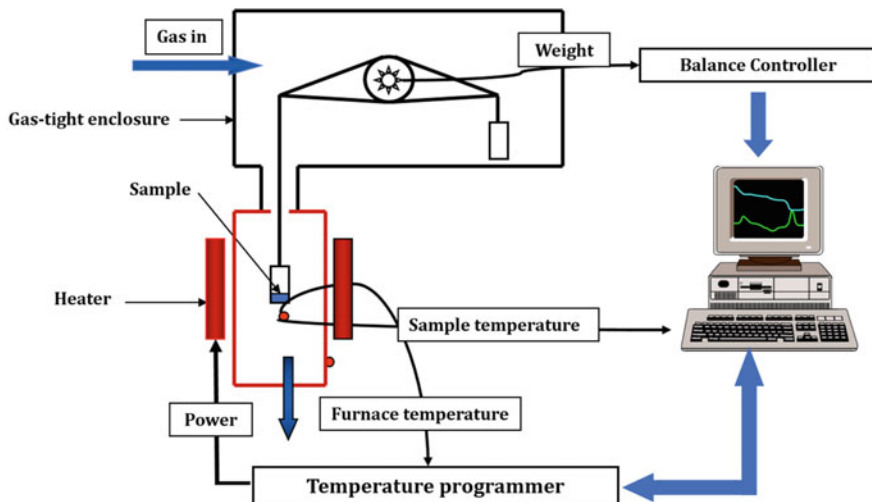 Gas in
Weight
Balance Controller
Gas-tight enclosure
Sample
Heater
Sample temperature
Power
Furnace temperature
Temperature programmer